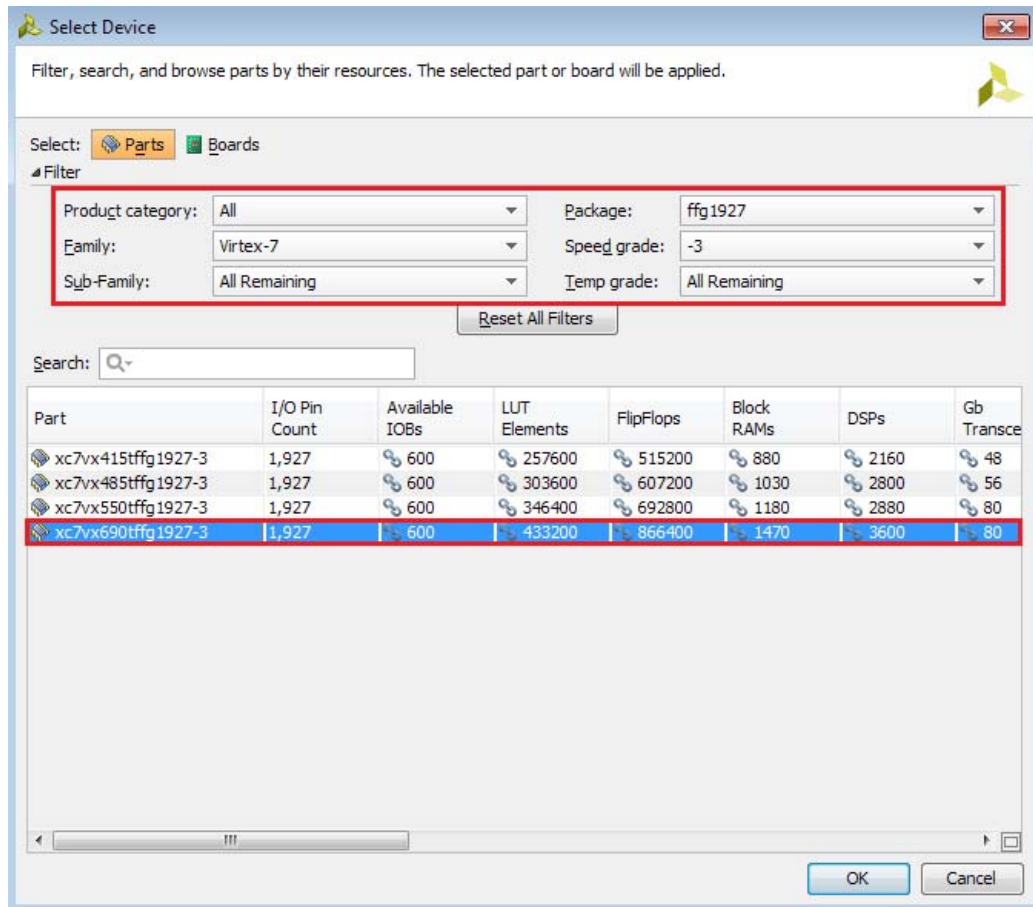 Select Device
Filter, search, and browse parts by their resources. The selected part or board will be applied.
Select: Parts Boards
Filter
Product category: All Package: ffg1927
Family: Virtex-7 Speed grade: -3
Sub-Family: All Remaining Temp grade: All Remaining
Reset All Filters
Search:
Part I/O Pin Count Available IOBs LUT Elements FlipFlops Block RAMs DSPs Gb Transce
xc7vx415tffg1927-3 1,927 600 257600 515200 880 2160 48
xc7vx485tffg1927-3 1,927 600 303600 607200 1030 2800 56
xc7vx550tffg1927-3 1,927 600 346400 692800 1180 2880 80
xc7vx690tffg1927-3 1,927 600 433200 866400 1470 3600 80
OK Cancel